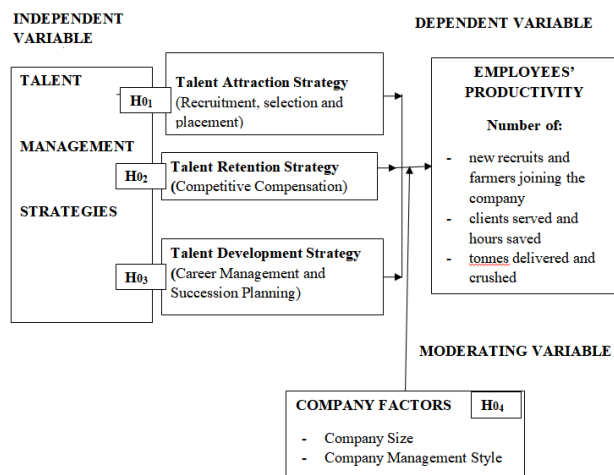 INDEPENDENT
VARIABLE
DEPENDENT VARIABLE
TALENT
MANAGEMENT
STRATEGIES
H01
Talent Attraction Strategy
(Recruitment, selection and
placement)
H02
Talent Retention Strategy
(Competitive Compensation)
H03
Talent Development Strategy
(Career Management and
Succession Planning)
EMPLOYEES'
PRODUCTIVITY
Number of:
- new recruits and
farmers joining the
company
- clients served and
hours saved
- tonnes delivered and
crushed
MODERATING VARIABLE
COMPANY FACTORS
H04
- Company Size
- Company Management Style